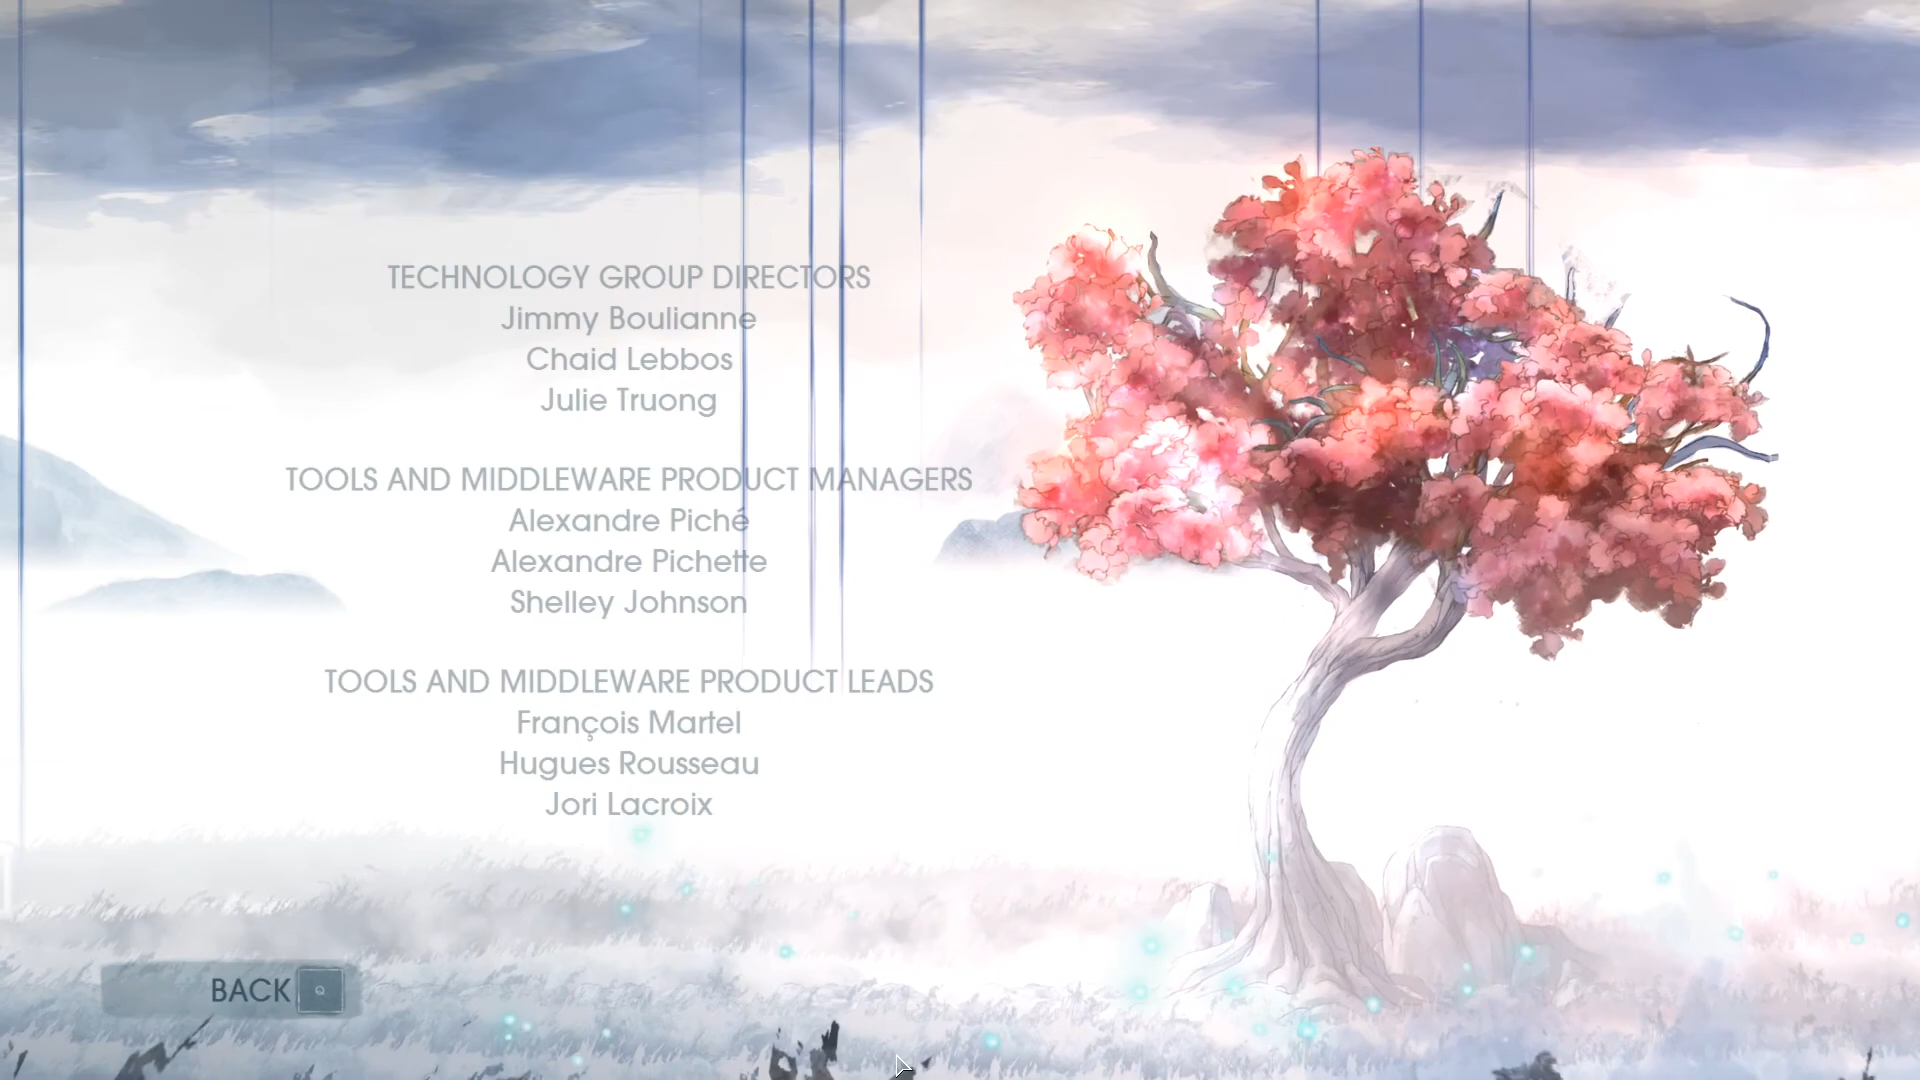 TECHNOLOGY GROUP DIRECTORS
Jimmy Boulianne
Chaid Lebbos
Julie Truong
TOOLS AND MIDDLEWARE PRODUCT MANAGERS
Alexandre Piché
Alexandre Pichette
Shelley Johnson
TOOLS AND MIDDLEWARE PRODUCT LEADS
François Martel
Hugues Rousseau
Jori Lacroix
BACK